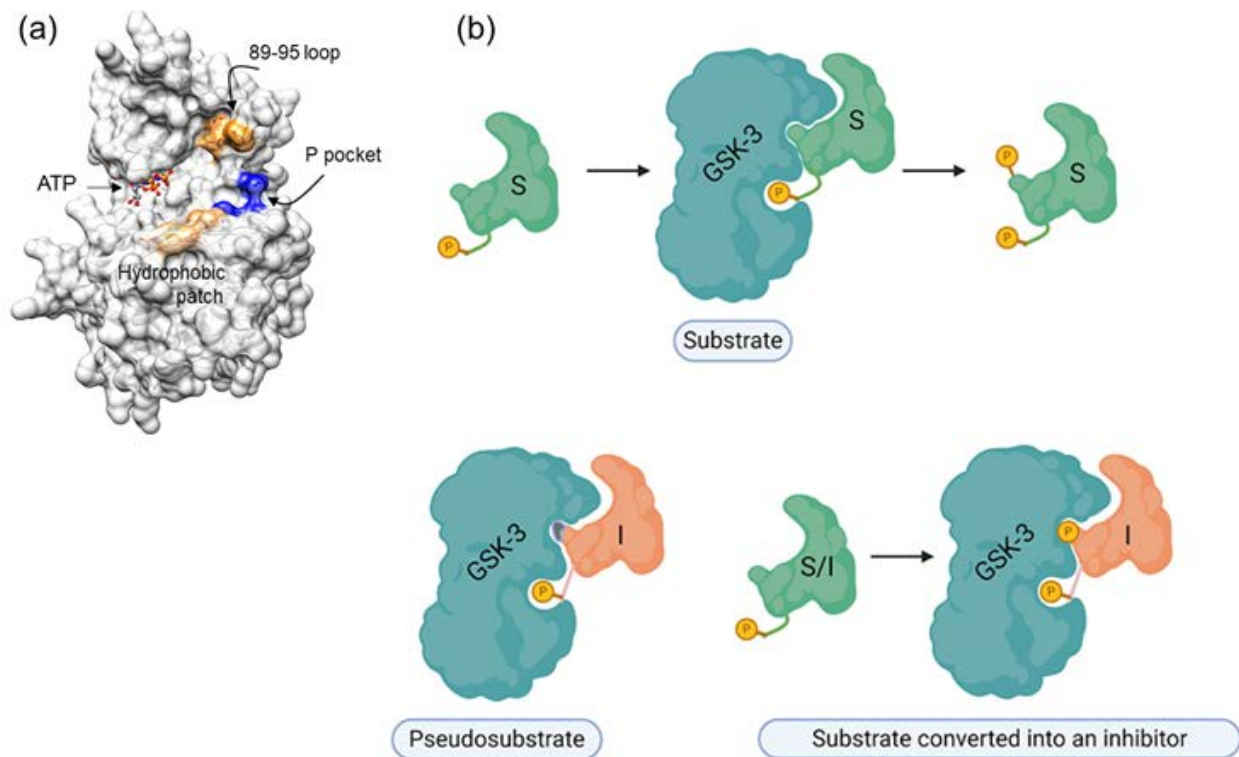 (a)
89-95 loop
P pocket
ATP
Hydrophobic
patch
(b)
S
P
GSK-3
S
P
P
S
P
Substrate
GSK-3
I
P
S/I
P
GSK-3
P
I
P
Pseudosubstrate
Substrate converted into an inhibitor